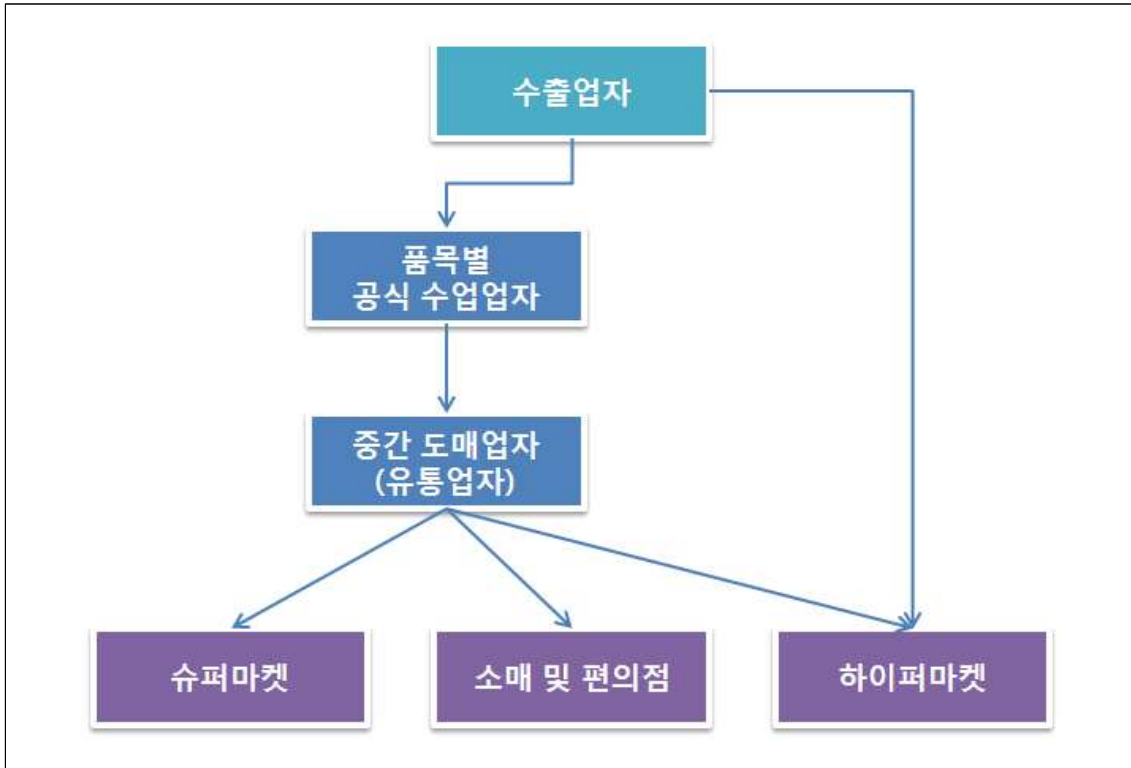 수출업자
품목별
공식 수업업자
중간 도매업자
(유통업자)
슈퍼마켓
소매 및 편의점
하이퍼마켓